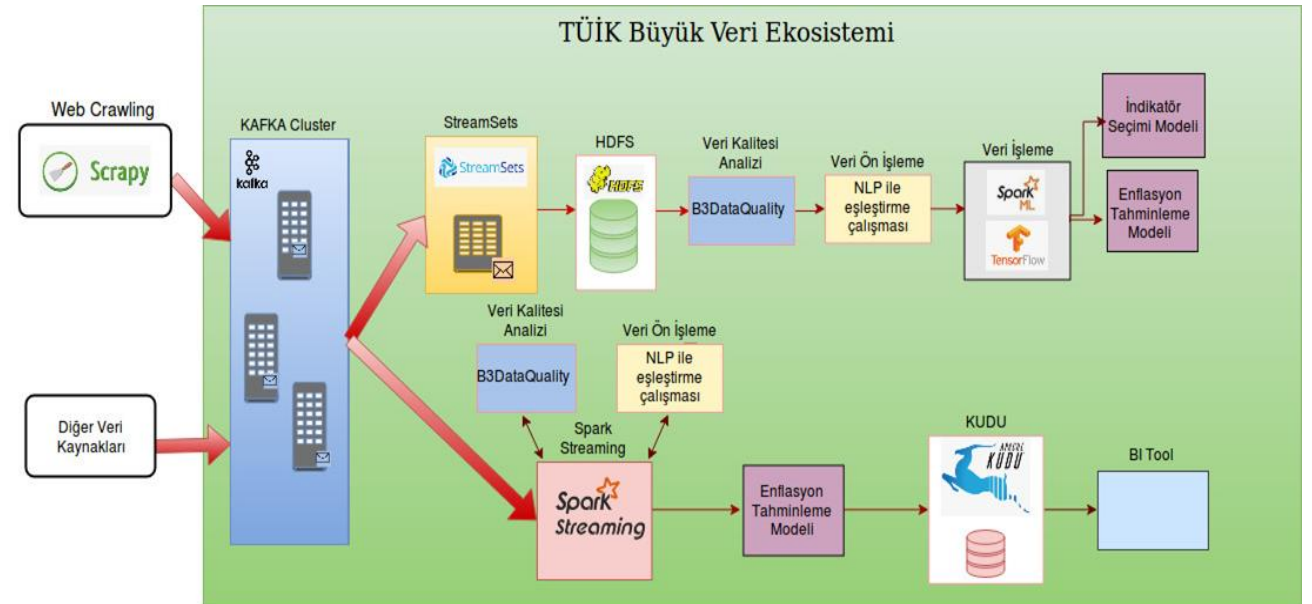 TÜİK Büyük Veri Ekosistemi
Web Crawling
Scrapy
Diğer Veri
Kaynakları
KAFKA Cluster
kafka
StreamSets
StreamSets
HDFS
HDFS
Veri Kalitesi
Analizi
B3DataQuality
Veri Ön İşleme
NLP ile
eşleştirme
çalışması
Veri İşleme
Spark
ML
TensorFlow
İndikatör
Seçimi Modeli
Enflasyon
Tahminleme
Modeli
Veri Kalitesi
Analizi
B3DataQuality
Veri Ön İşleme
NLP ile
eşleştirme
çalışması
Spark
Streaming
Spark
Streaming
Enflasyon
Tahminleme
Modeli
KUDU
APACHE
KUDU
BI Tool